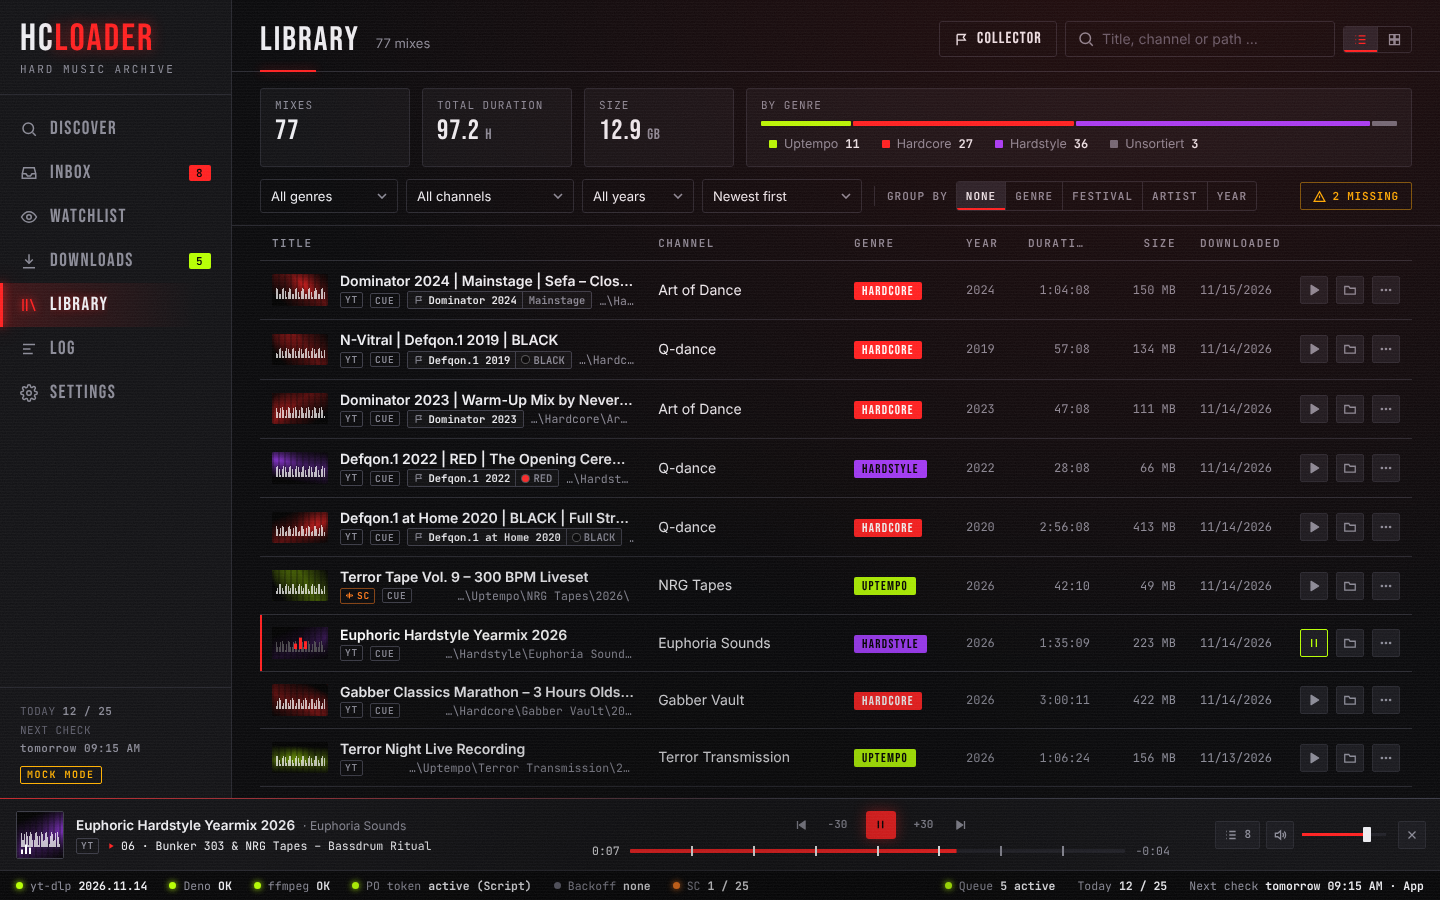 HCLOADER
HARD MUSIC ARCHIVE
DISCOVER
INBOX 8
WATCHLIST
DOWNLOADS 5
LIBRARY
LOG
SETTINGS
TODAY 12 / 25
NEXT CHECK
tomorrow 09:15 AM
MOCK MODE
LIBRARY 77 mixes
COLLECTOR
Title, channel or path ...
MIXES
77
TOTAL DURATION
97.2 H
SIZE
12.9 GB
BY GENRE
Uptempo 11 Hardcore 27 Hardstyle 36 Unsortiert 3
All genres All channels All years Newest first GROUP BY NONE GENRE FESTIVAL ARTIST YEAR 2 MISSING
TITLE CHANNEL GENRE YEAR DURATI… SIZE DOWNLOADED
Dominator 2024 | Mainstage | Sefa – Clos…
YT CUE Dominator 2024 Mainstage …\Ha…
Art of Dance HARDCORE 2024 1:04:08 150 MB 11/15/2026
N-Vitral | Defqon.1 2019 | BLACK
YT CUE Defqon.1 2019 BLACK …\Hardc…
Q-dance HARDCORE 2019 57:08 134 MB 11/14/2026
Dominator 2023 | Warm-Up Mix by Never…
YT CUE Dominator 2023 …\Hardcore\Ar…
Art of Dance HARDCORE 2023 47:08 111 MB 11/14/2026
Defqon.1 2022 | RED | The Opening Cere…
YT CUE Defqon.1 2022 RED …\Hardst…
Q-dance HARDSTYLE 2022 28:08 66 MB 11/14/2026
Defqon.1 at Home 2020 | BLACK | Full Str…
YT CUE Defqon.1 at Home 2020 BLACK …
Q-dance HARDCORE 2020 2:56:08 413 MB 11/14/2026
Terror Tape Vol. 9 – 300 BPM Liveset
SC CUE …\Uptempo\NRG Tapes\2026\
NRG Tapes UPTEMPO 2026 42:10 49 MB 11/14/2026
Euphoric Hardstyle Yearmix 2026
YT CUE …\Hardstyle\Euphoria Sound…
Euphoria Sounds HARDSTYLE 2026 1:35:09 223 MB 11/14/2026
Gabber Classics Marathon – 3 Hours Olds…
YT CUE …\Hardcore\Gabber Vault\20…
Gabber Vault HARDCORE 2026 3:00:11 422 MB 11/14/2026
Terror Night Live Recording
YT …\Uptempo\Terror Transmission\2…
Terror Transmission UPTEMPO 2026 1:06:24 156 MB 11/13/2026
Euphoric Hardstyle Yearmix 2026 · Euphoria Sounds
YT 06 · Bunker 303 & NRG Tapes – Bassdrum Ritual
-30 +30
0:07 -0:04
8
yt-dlp 2026.11.14 Deno OK ffmpeg OK PO token active (Script) Backoff none SC 1 / 25 Queue 5 active Today 12 / 25 Next check tomorrow 09:15 AM · App